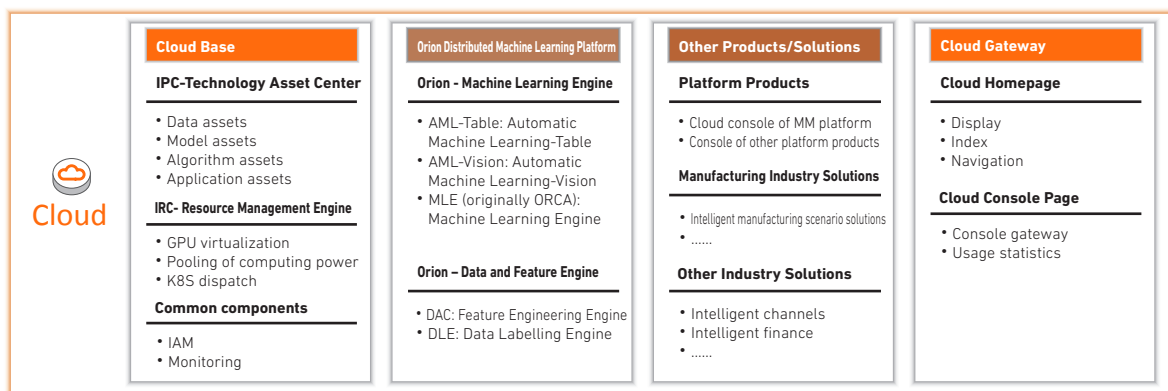 Cloud
Cloud Base
IPC-Technology Asset Center
• Data assets
• Model assets
• Algorithm assets
• Application assets
IRC- Resource Management Engine
• GPU virtualization
• Pooling of computing power
• K8S dispatch
Common components
• IAM
• Monitoring
Orion Distributed Machine Learning Platform
Orion - Machine Learning Engine
• AML-Table: Automatic
Machine Learning-Table
• AML-Vision: Automatic
Machine Learning-Vision
• MLE (originally ORCA):
Machine Learning Engine
Orion – Data and Feature Engine
• DAC: Feature Engineering Engine
• DLE: Data Labelling Engine
Other Products/Solutions
Platform Products
• Cloud console of MM platform
• Console of other platform products
Manufacturing Industry Solutions
• Intelligent manufacturing scenario solutions
• ......
Other Industry Solutions
• Intelligent channels
• Intelligent finance
• ......
Cloud Gateway
Cloud Homepage
• Display
• Index
• Navigation
Cloud Console Page
• Console gateway
• Usage statistics